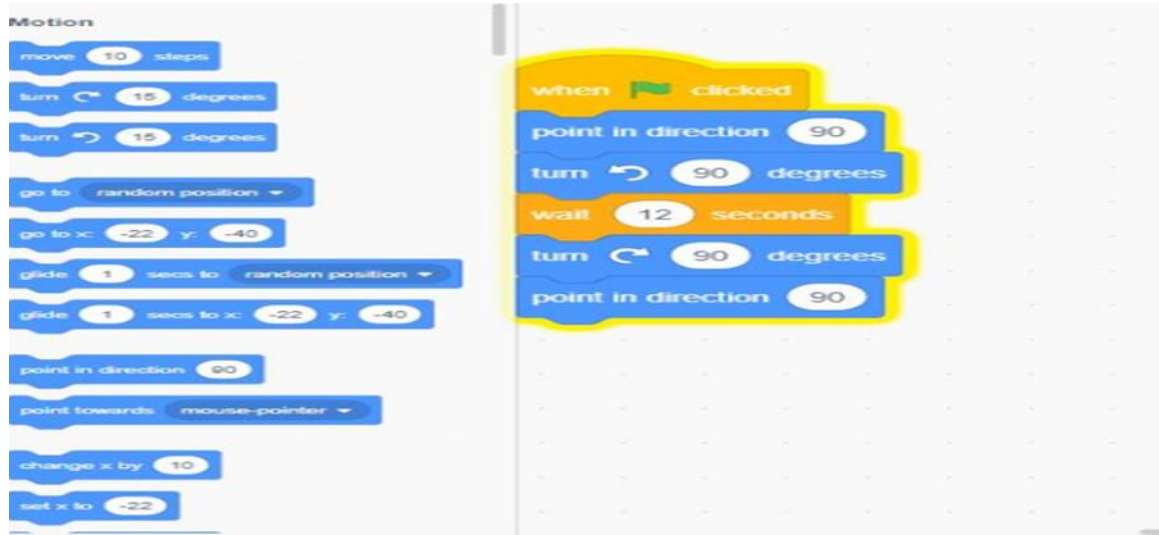 Motion
move 10 steps
turn 15 degrees
turn 15 degrees
go to random position
go to x: -22 y: -40
glide 1 secs to random position
glide 1 secs to x: -22 y: -40
point in direction 90
point towards mouse-pointer
change x by 10
set x to -22
when clicked
point in direction 90
turn 90 degrees
wait 12 seconds
turn 90 degrees
point in direction 90